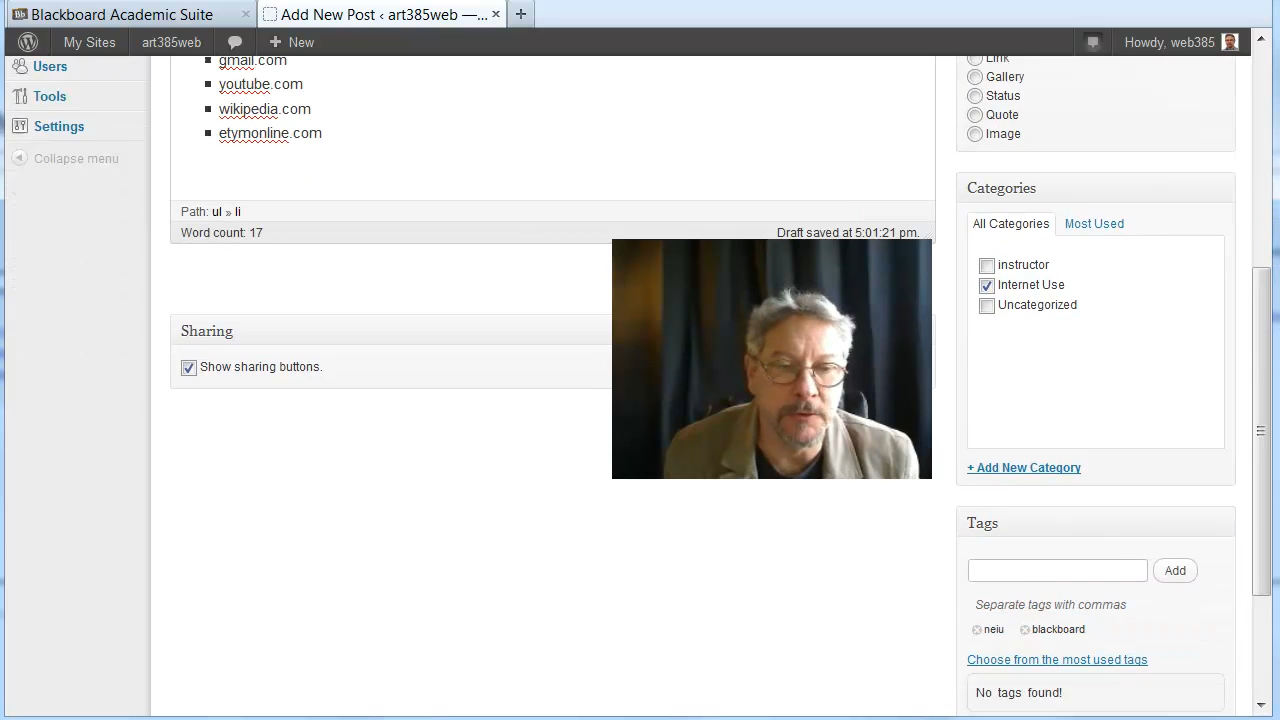 Blackboard Academic Suite
Add New Post ‹ art385web —...
My Sites
art385web
New
Howdy, web385
Users
Tools
Settings
Collapse menu
gmail.com
youtube.com
wikipedia.com
etymonline.com
Path: ul » li
Word count: 17
Draft saved at 5:01:21 pm.
Sharing
Show sharing buttons.
Link
Gallery
Status
Quote
Image
Categories
All Categories
Most Used
instructor
Internet Use
Uncategorized
+ Add New Category
Tags
Add
Separate tags with commas
neiu
blackboard
Choose from the most used tags
No tags found!